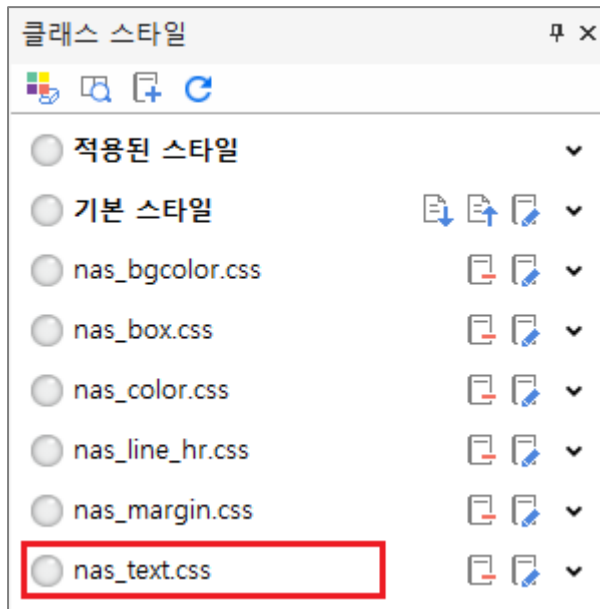 클래스 스타일
적용된 스타일
기본 스타일
nas_bgcolor.css
nas_box.css
nas_color.css
nas_line_hr.css
nas_margin.css
nas_text.css